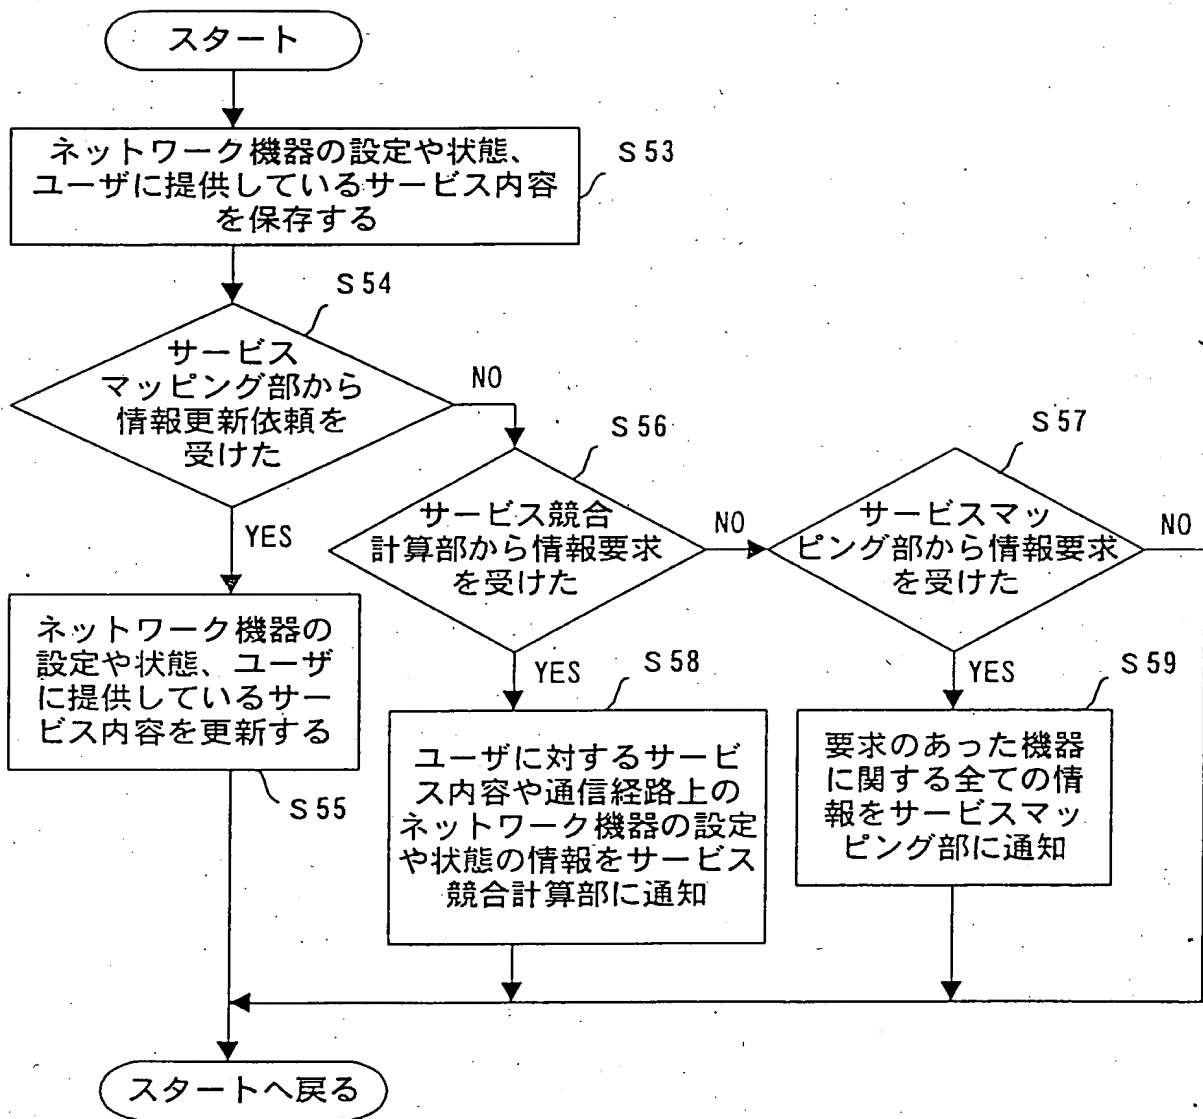 スタート
ネットワーク機器の設定や状態、
ユーザに提供しているサービス内容
を保存する
S53
S54
サービス
マッピング部から
情報更新依頼を
受けた
NO
YES
S56
サービス競合
計算部から情報要求
を受けた
NO
YES
S57
サービスマッ
ピング部から情報要求
を受けた
NO
YES
ネットワーク機器の
設定や状態、ユーザ
に提供しているサー
ビス内容を更新する
S55
S58
ユーザに対するサービ
ス内容や通信経路上の
ネットワーク機器の設定
や状態の情報をサービス
競合計算部に通知
S59
要求のあった機器
に関する全ての情
報をサービスマッ
ピング部に通知
スタートへ戻る